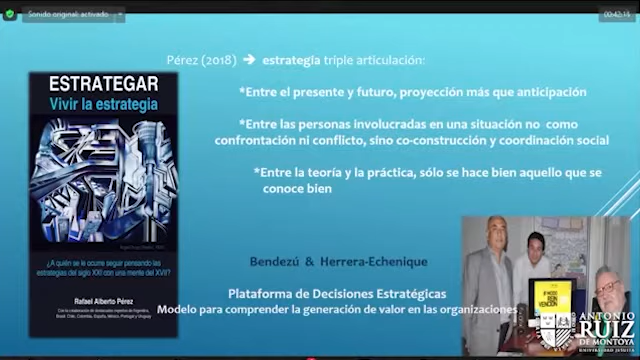 Sonido original: activado
00:42:15
Pérez (2018) ➔ estrategia triple articulación:
*Entre el presente y futuro, proyección más que anticipación
*Entre las personas involucradas en una situación no como
confrontación ni conflicto, sino co-construcción y coordinación social
*Entre la teoría y la práctica, sólo se hace bien aquello que se
conoce bien
ESTRATEGAR
Vivir la estrategia
¿A quién se le ocurre seguir pensando las
estrategias del siglo XXI con una mente del XVII?
Rafael Alberto Pérez
Bendezú & Herrera-Echenique
Plataforma de Decisiones Estratégicas
Modelo para comprender la generación de valor en las organizaciones
ANTONIO
RUIZ
DE MONTOYA
UNIVERSIDAD JESUITA